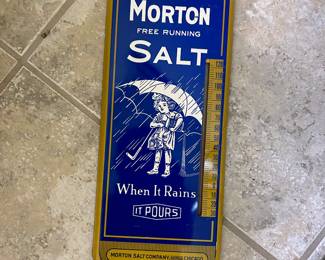 MORTON
FREE RUNNING
SALT
When It Rains
IT POURS
MORTON SALT COMPANY
CHICAGO